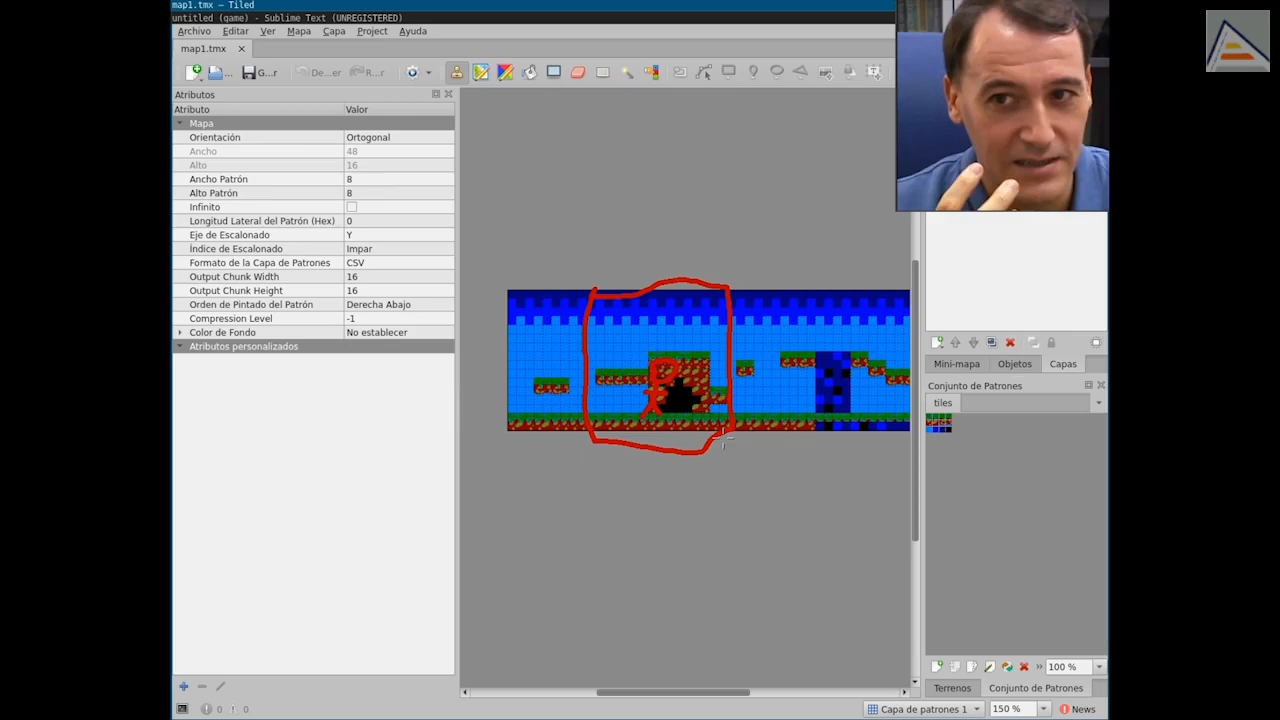 map1.tmx — Tiled
untitled (game) - Sublime Text (UNREGISTERED)
Archivo Editar Ver Mapa Capa Project Ayuda
map1.tmx
... G...r De...er R...r
Atributos
Atributo Valor
Mapa
Orientación Ortogonal
Ancho 48
Alto 16
Ancho Patrón 8
Alto Patrón 8
Infinito
Longitud Lateral del Patrón (Hex) 0
Eje de Escalonado Y
Índice de Escalonado Impar
Formato de la Capa de Patrones CSV
Output Chunk Width 16
Output Chunk Height 16
Orden de Pintado del Patrón Derecha Abajo
Compression Level -1
Color de Fondo No establecer
Atributos personalizados
Mini-mapa Objetos Capas
Conjunto de Patrones
tiles
» 100 %
Terrenos Conjunto de Patrones
0 0 Capa de patrones 1 150 % News